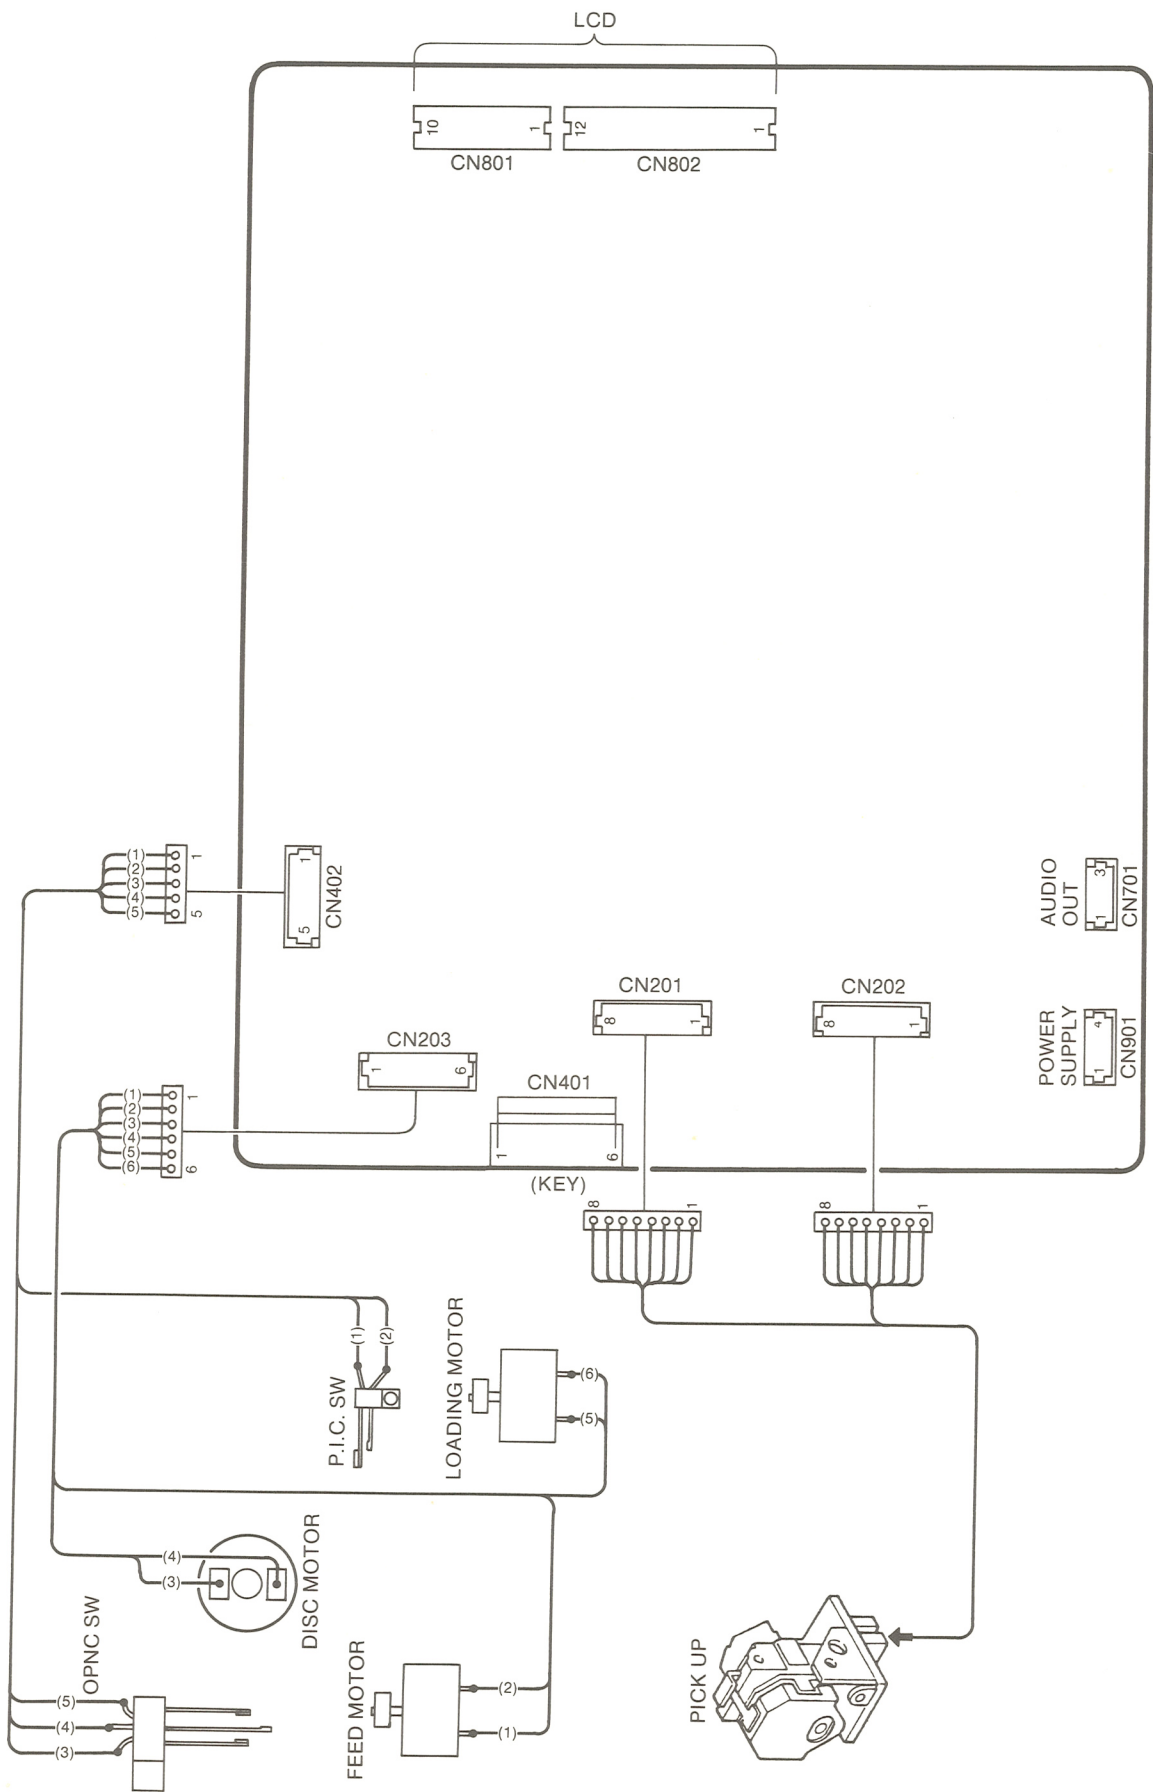 LCD
10 1
12 1
CN801
CN802
(1)
(2)
(3)
(4)
(5)
1
5
1
5
CN402
AUDIO
OUT
1 3
CN701
CN201
8 1
CN202
8 1
POWER
SUPPLY
1 4
CN901
CN203
1 6
CN401
1 6
(KEY)
(1)
(2)
(3)
(4)
(5)
(6)
1
6
8 1
8 1
(1)
(2)
P.I.C. SW
LOADING MOTOR
(6)
(5)
(4)
(3)
DISC MOTOR
OPNC SW
(5)
(4)
(3)
FEED MOTOR
(2)
(1)
PICK UP